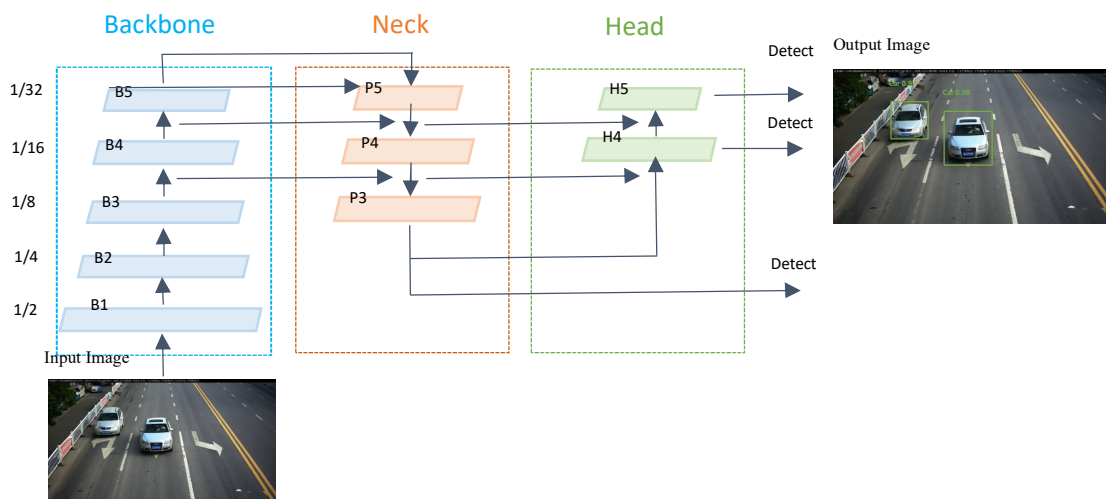 Backbone
Neck
Head
Detect
Output Image
1/32
B5
P5
H5
Detect
1/16
B4
P4
H4
1/8
B3
P3
1/4
B2
Detect
1/2
B1
Input Image